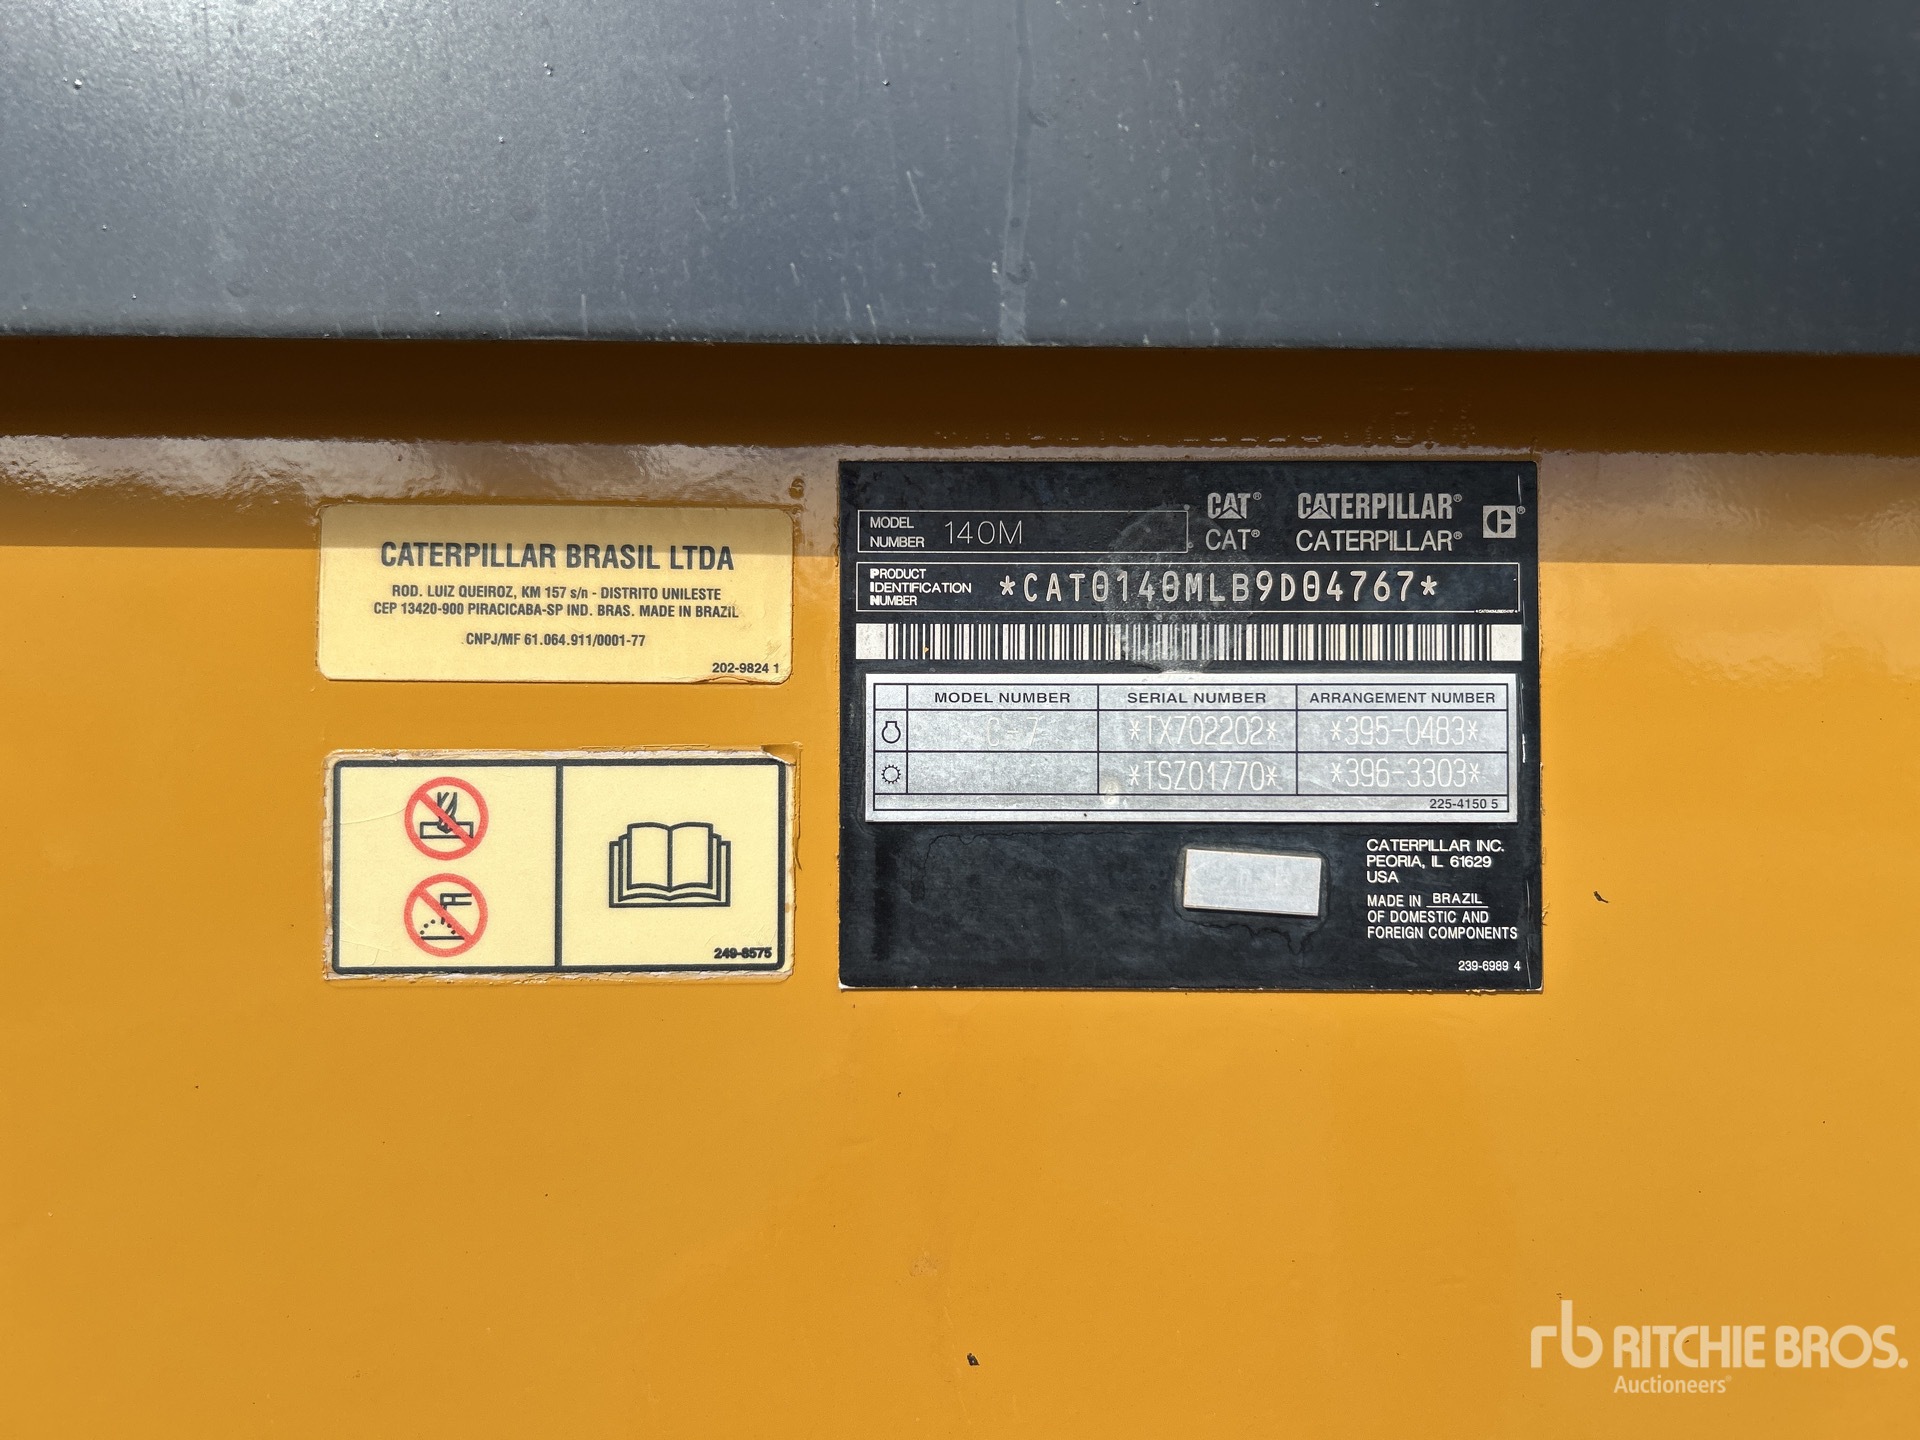 CATERPILLAR BRASIL LTDA
ROD. LUIZ QUEIROZ, KM 157 s/n - DISTRITO UNILESTE
CEP 13420-900 PIRACICABA-SP IND. BRAS. MADE IN BRAZIL
CNPJ/MF 61.064.911/0001-77
202-9824 1
249-8575
CAT® CATERPILLAR®
MODEL NUMBER 140M
CAT® CATERPILLAR®
PRODUCT IDENTIFICATION NUMBER *CAT0140MLB9D04767*
MODEL NUMBER SERIAL NUMBER ARRANGEMENT NUMBER
C-7 *TX702202* *395-0483*
*TSZ01770* *396-3303*
225-4150 5
CATERPILLAR INC.
PEORIA, IL 61629
USA
MADE IN BRAZIL
OF DOMESTIC AND
FOREIGN COMPONENTS
239-6989 4
rb RITCHIE BROS.
Auctioneers